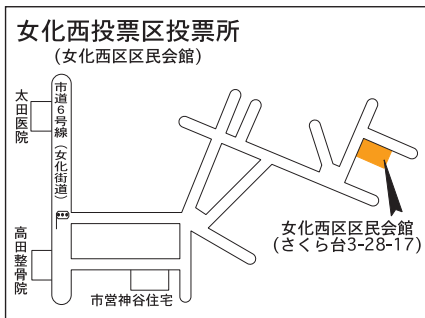 女化西投票区投票所
(女化西区区民会館)
太田医院
市道6号線(女化街道)
高田整骨院
市営神谷住宅
女化西区区民会館
(さくら台3-28-17)